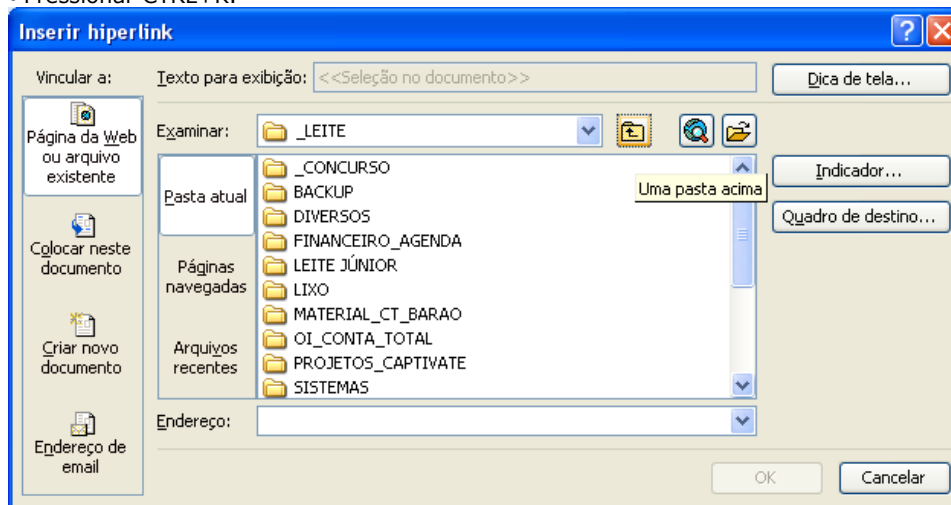 Pressionar CTRL+K.
Inserir hiperlink
Vincular a:
Texto para exibição: <<Seleção no documento>>
Dica de tela...
Página da Web
ou arquivo
existente
Examinar: _LEITE
Pasta atual
_CONCURSO
Uma pasta acima
BACKUP
DIVERSOS
FINANCEIRO_AGENDA
LEITE JÚNIOR
LIXO
MATERIAL_CT_BARAO
OI_CONTA_TOTAL
PROJETOS_CAPTIVATE
SISTEMAS
Indicador...
Quadro de destino...
Colocar neste
documento
Páginas
navegadas
Criar novo
documento
Arquivos
recentes
Endereço de
email
Endereço:
OK
Cancelar